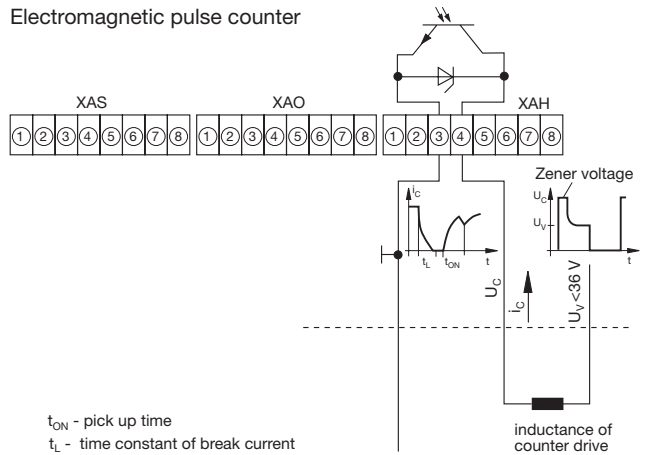 Electromagnetic pulse counter
XAS XAO XAH
1 2 3 4 5 6 7 8 1 2 3 4 5 6 7 8 1 2 3 4 5 6 7 8
i_C
t_L t_ON t
Zener voltage
U_C
U_V
t
U_C
i_C
U_V <36 V
t_ON - pick up time
t_L - time constant of break current
inductance of
counter drive